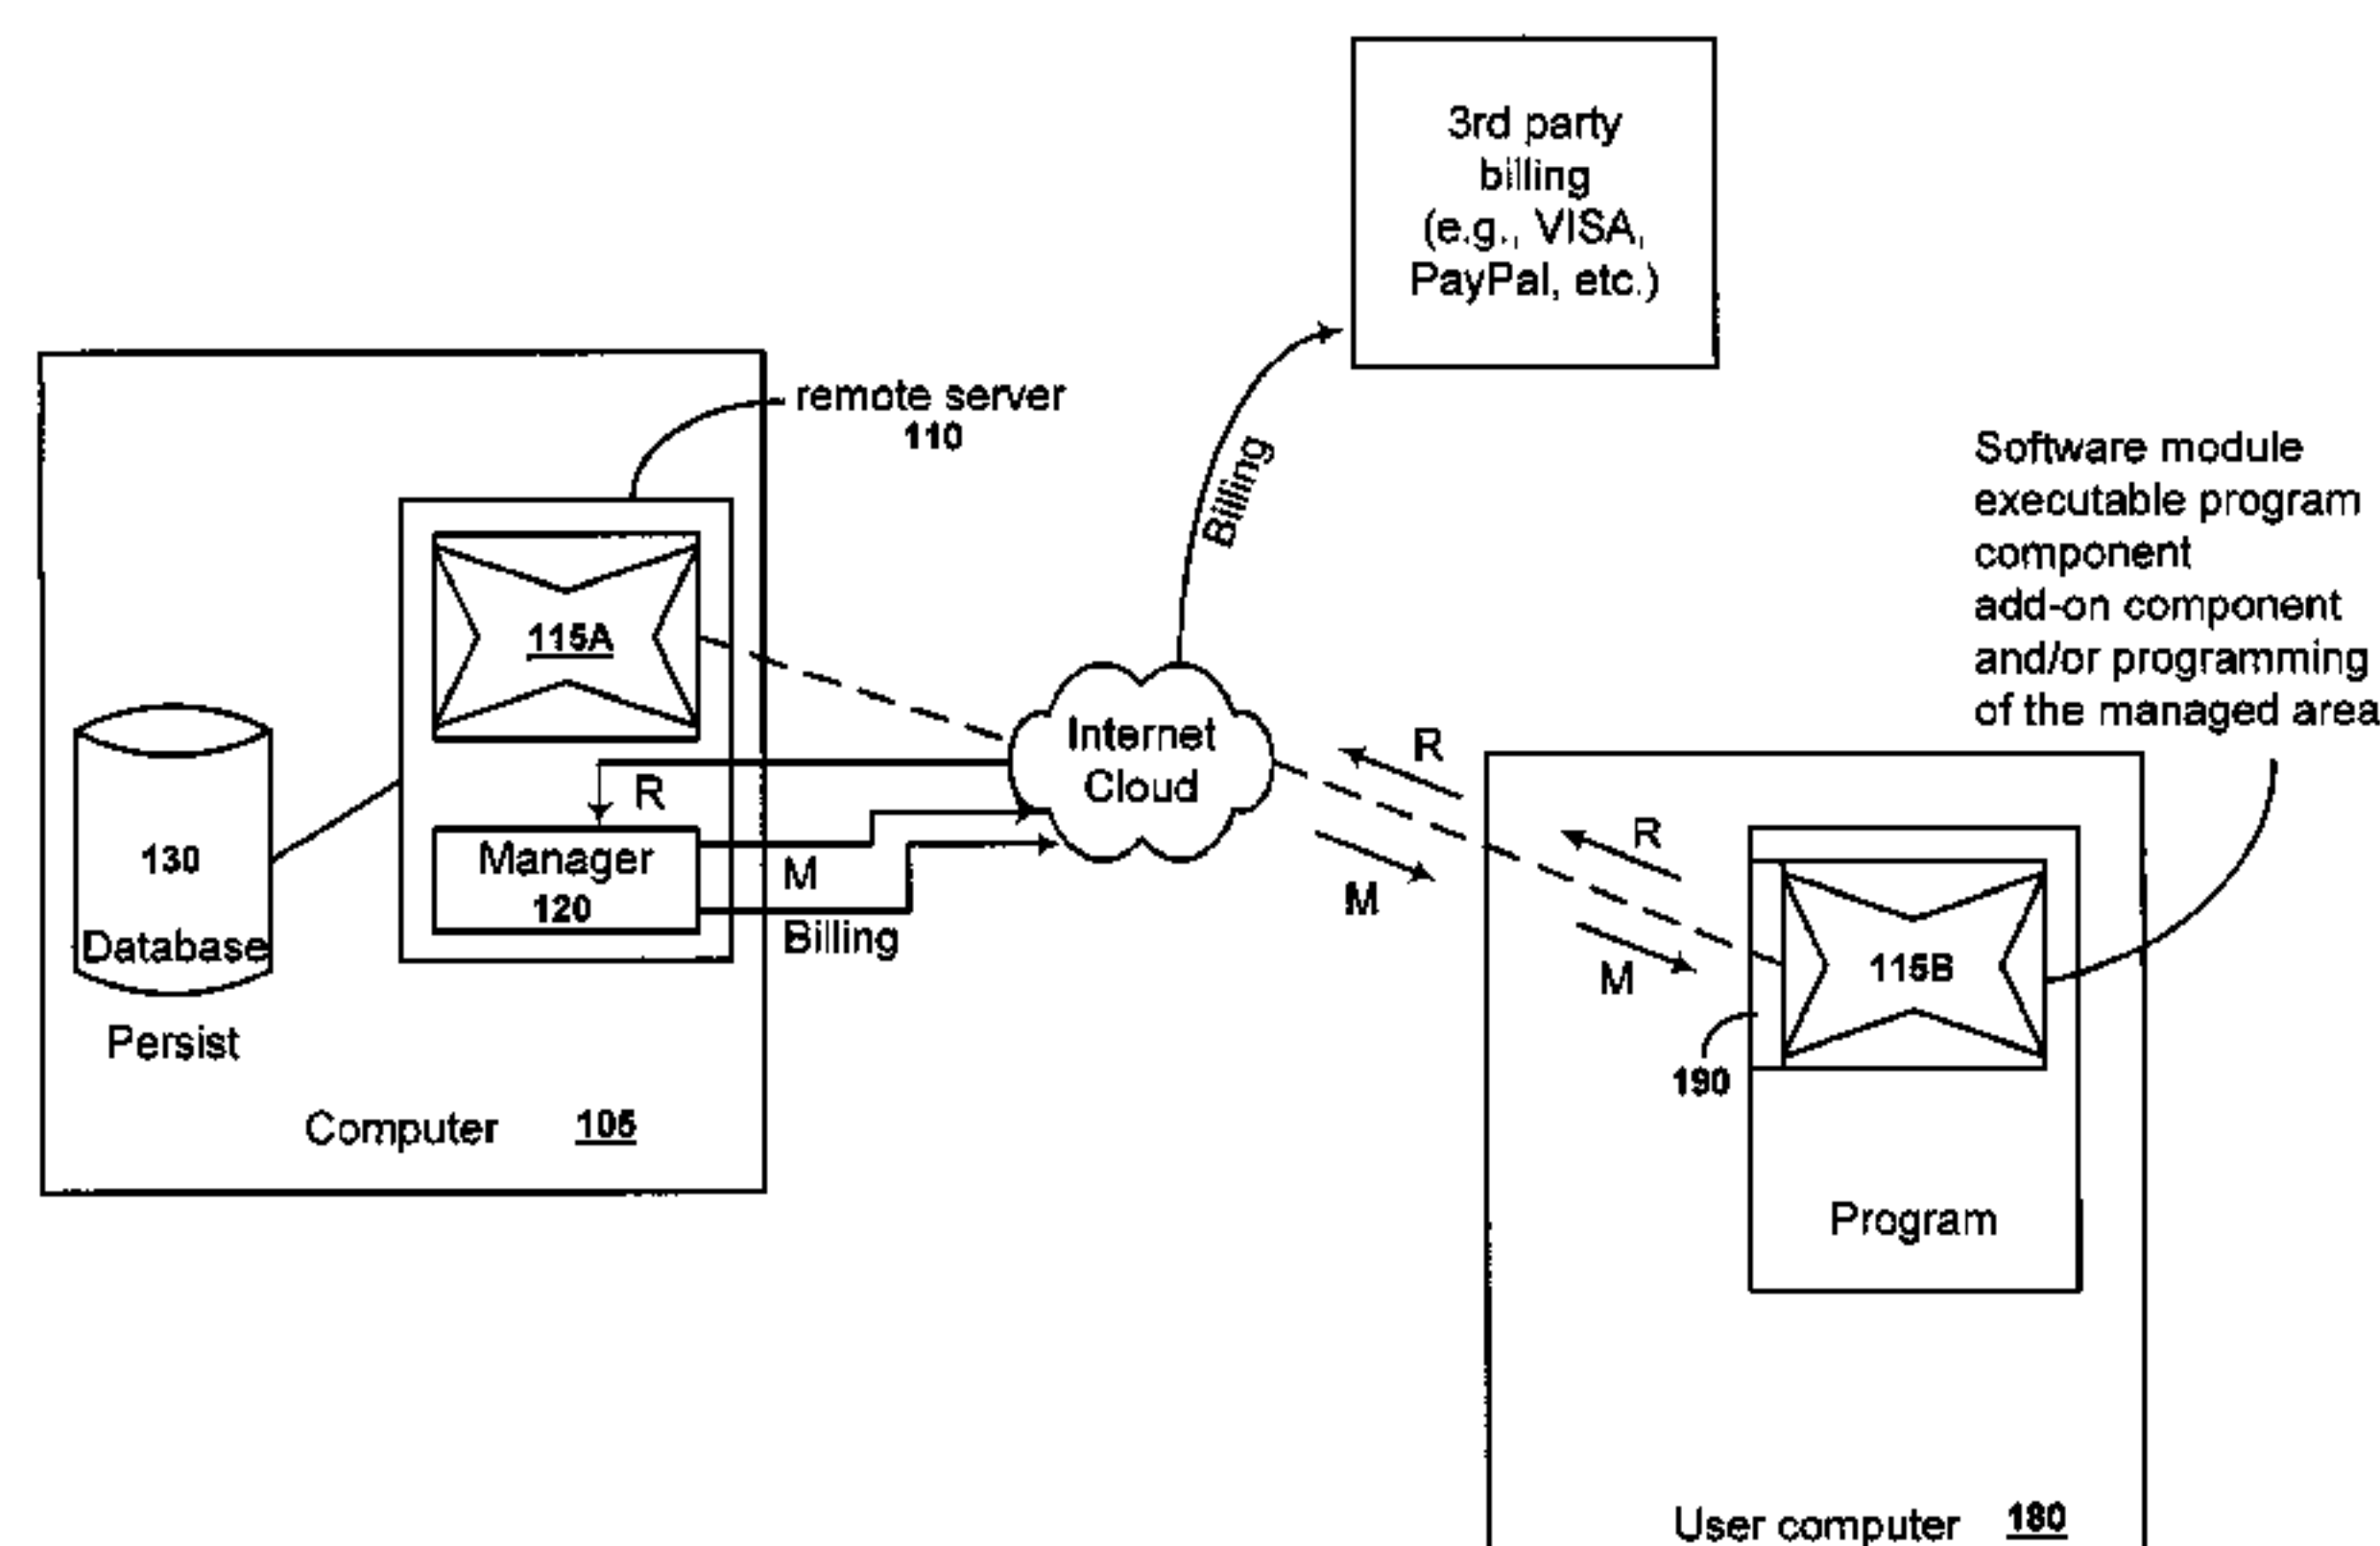 3rd party
billing
(e.g., VISA,
PayPal, etc.)
remote server
110
Billing
Software module
executable program
component
add-on component
and/or programming
of the managed area
115A
Internet
Cloud
R
R
R
Manager
120
M
Billing
M
M
130
Database
Persist
115B
190
Computer 105
Program
User computer 180